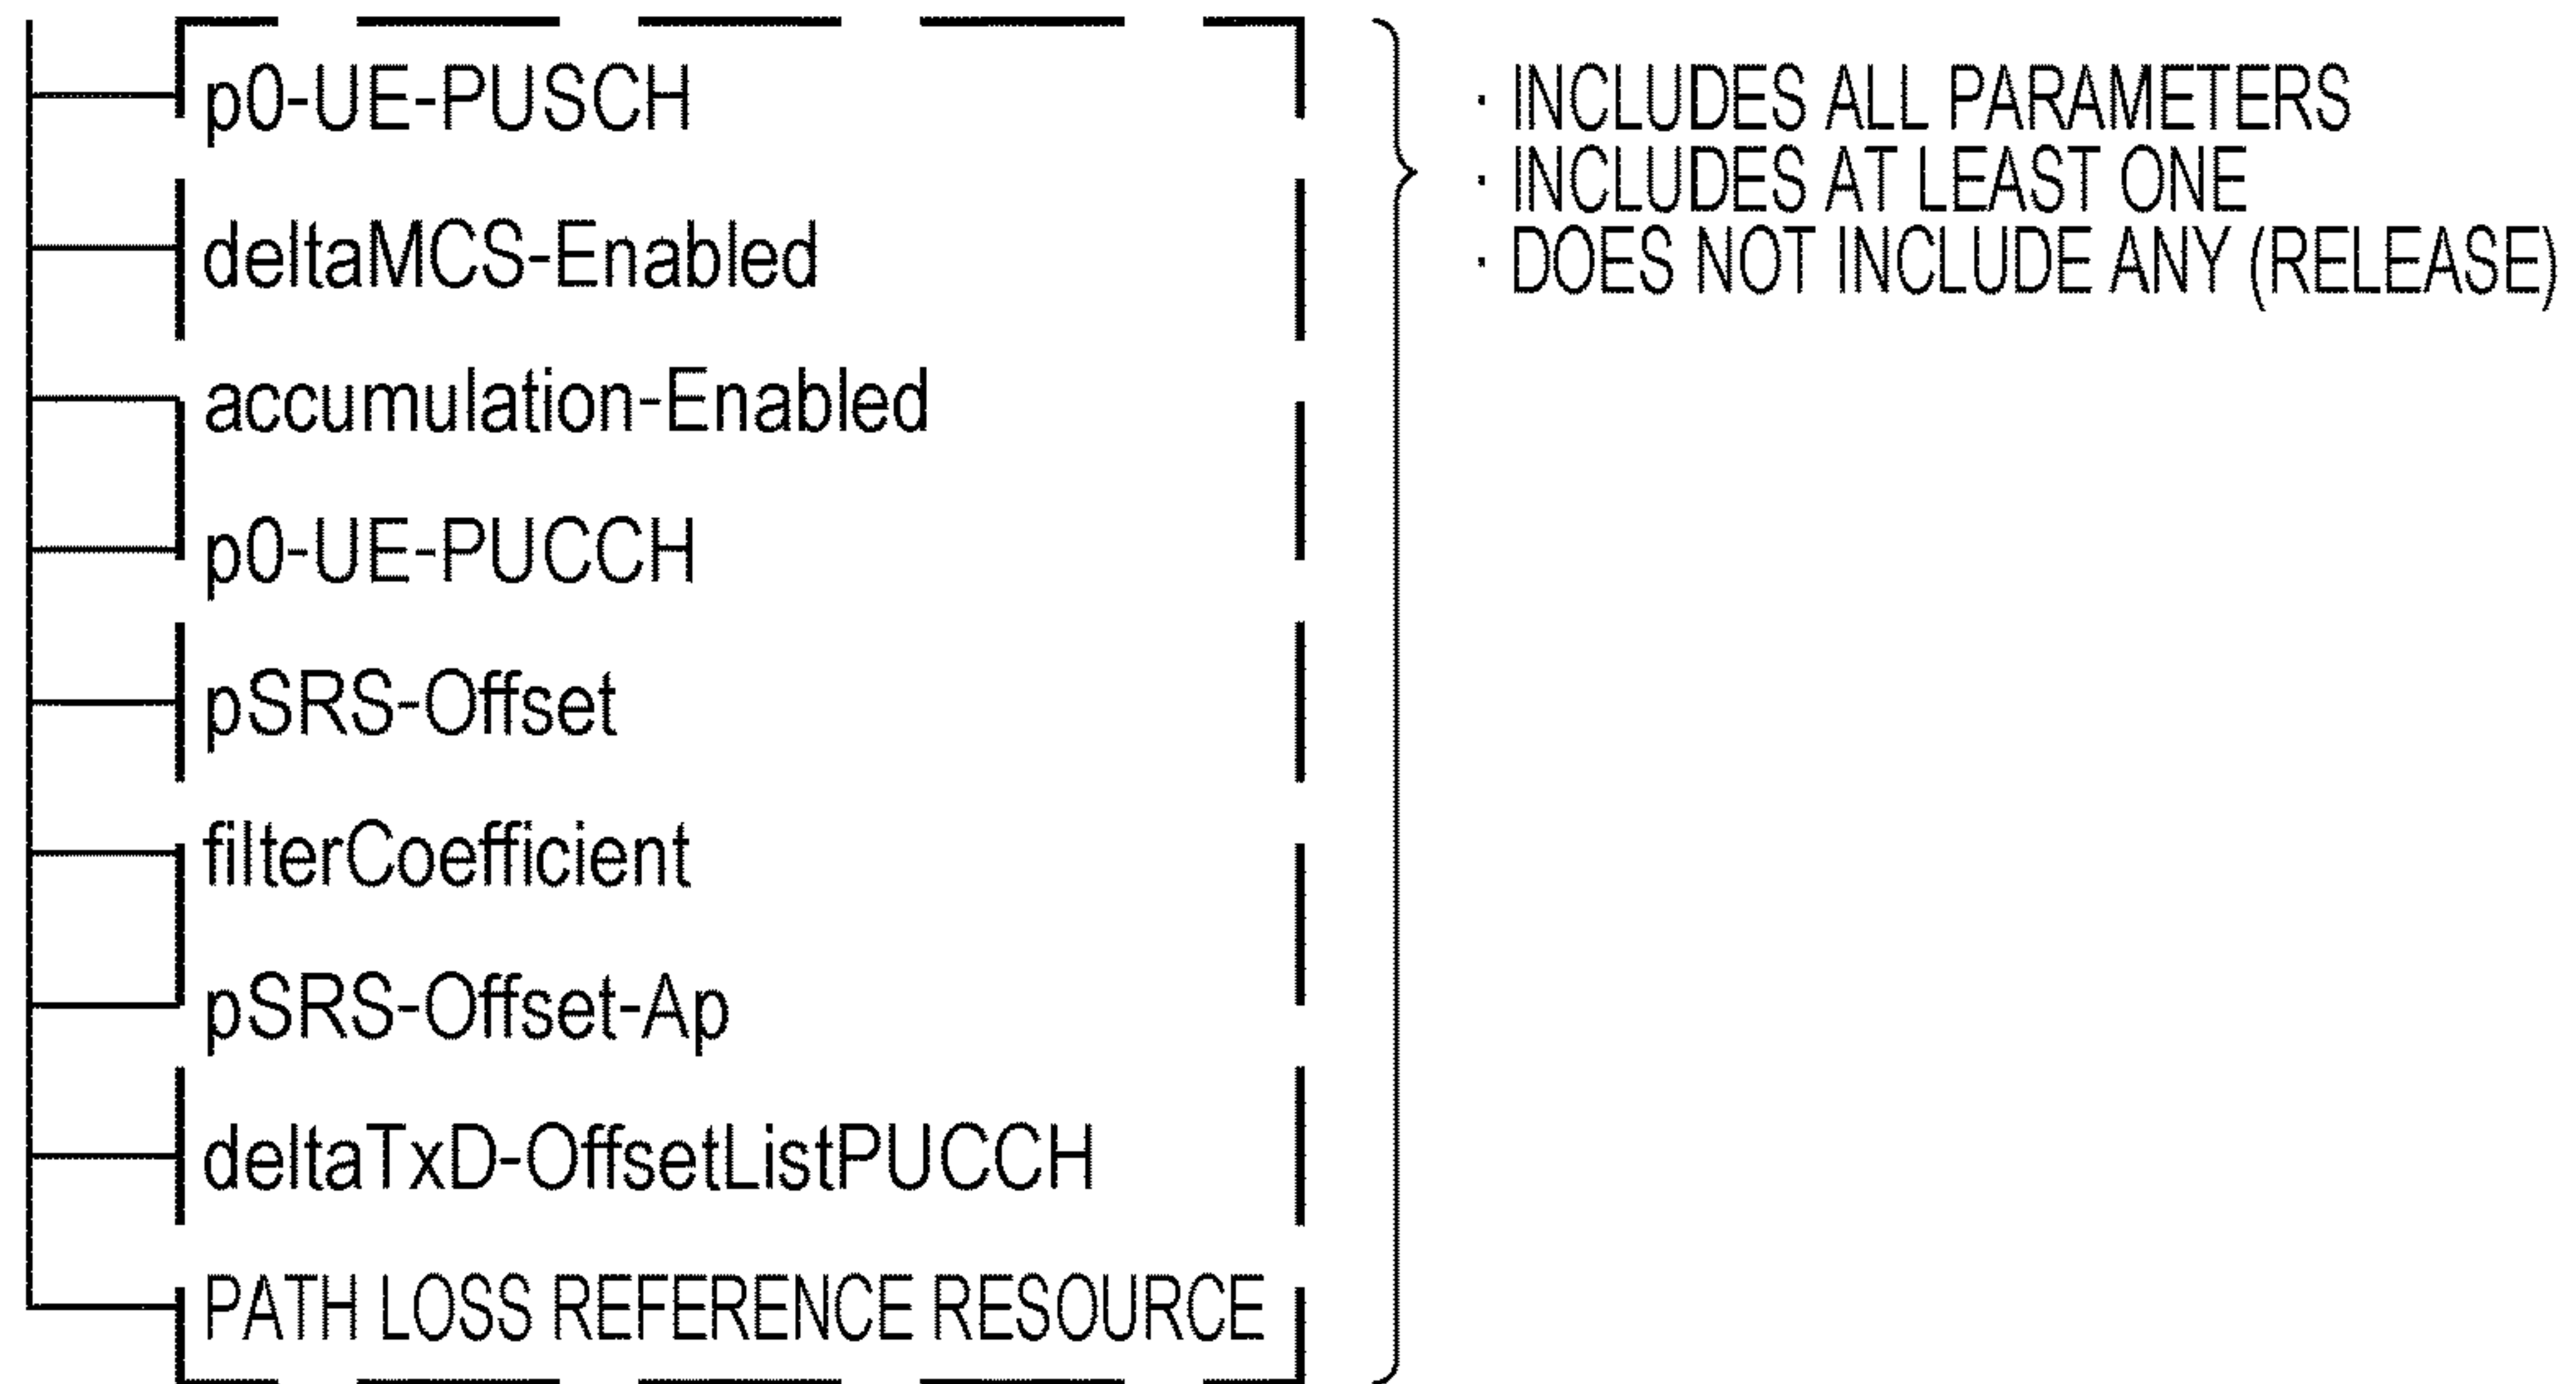 p0-UE-PUSCH
deltaMCS-Enabled
accumulation-Enabled
p0-UE-PUCCH
pSRS-Offset
filterCoefficient
pSRS-Offset-Ap
deltaTxD-OffsetListPUCCH
PATH LOSS REFERENCE RESOURCE
· INCLUDES ALL PARAMETERS
· INCLUDES AT LEAST ONE
· DOES NOT INCLUDE ANY (RELEASE)